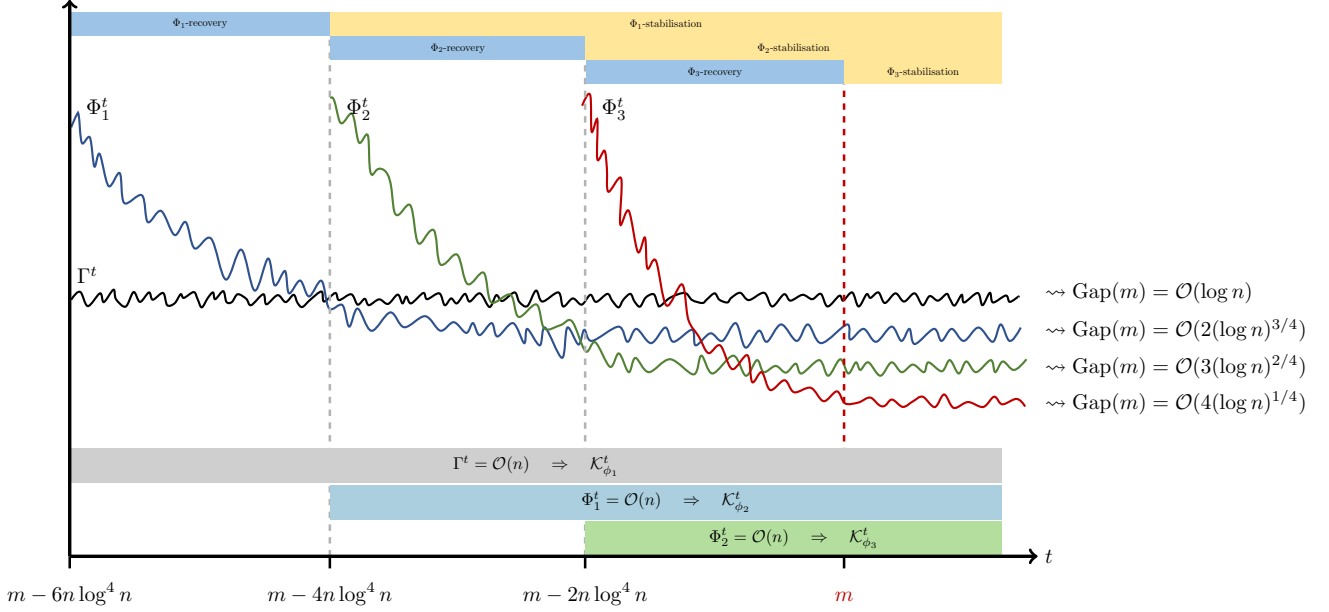 Φ₁-recovery
Φ₁-stabilisation
Φ₂-recovery
Φ₂-stabilisation
Φ₃-recovery
Φ₃-stabilisation
Φ₁ᵗ
Φ₂ᵗ
Φ₃ᵗ
Γᵗ
⇝ Gap(m) = 𝒪(log n)
⇝ Gap(m) = 𝒪(2(log n)^{3/4})
⇝ Gap(m) = 𝒪(3(log n)^{2/4})
⇝ Gap(m) = 𝒪(4(log n)^{1/4})
Γᵗ = 𝒪(n) ⇒ 𝒦ᵗ_{ϕ₁}
Φ₁ᵗ = 𝒪(n) ⇒ 𝒦ᵗ_{ϕ₂}
Φ₂ᵗ = 𝒪(n) ⇒ 𝒦ᵗ_{ϕ₃}
t
m − 6n log⁴ n
m − 4n log⁴ n
m − 2n log⁴ n
m